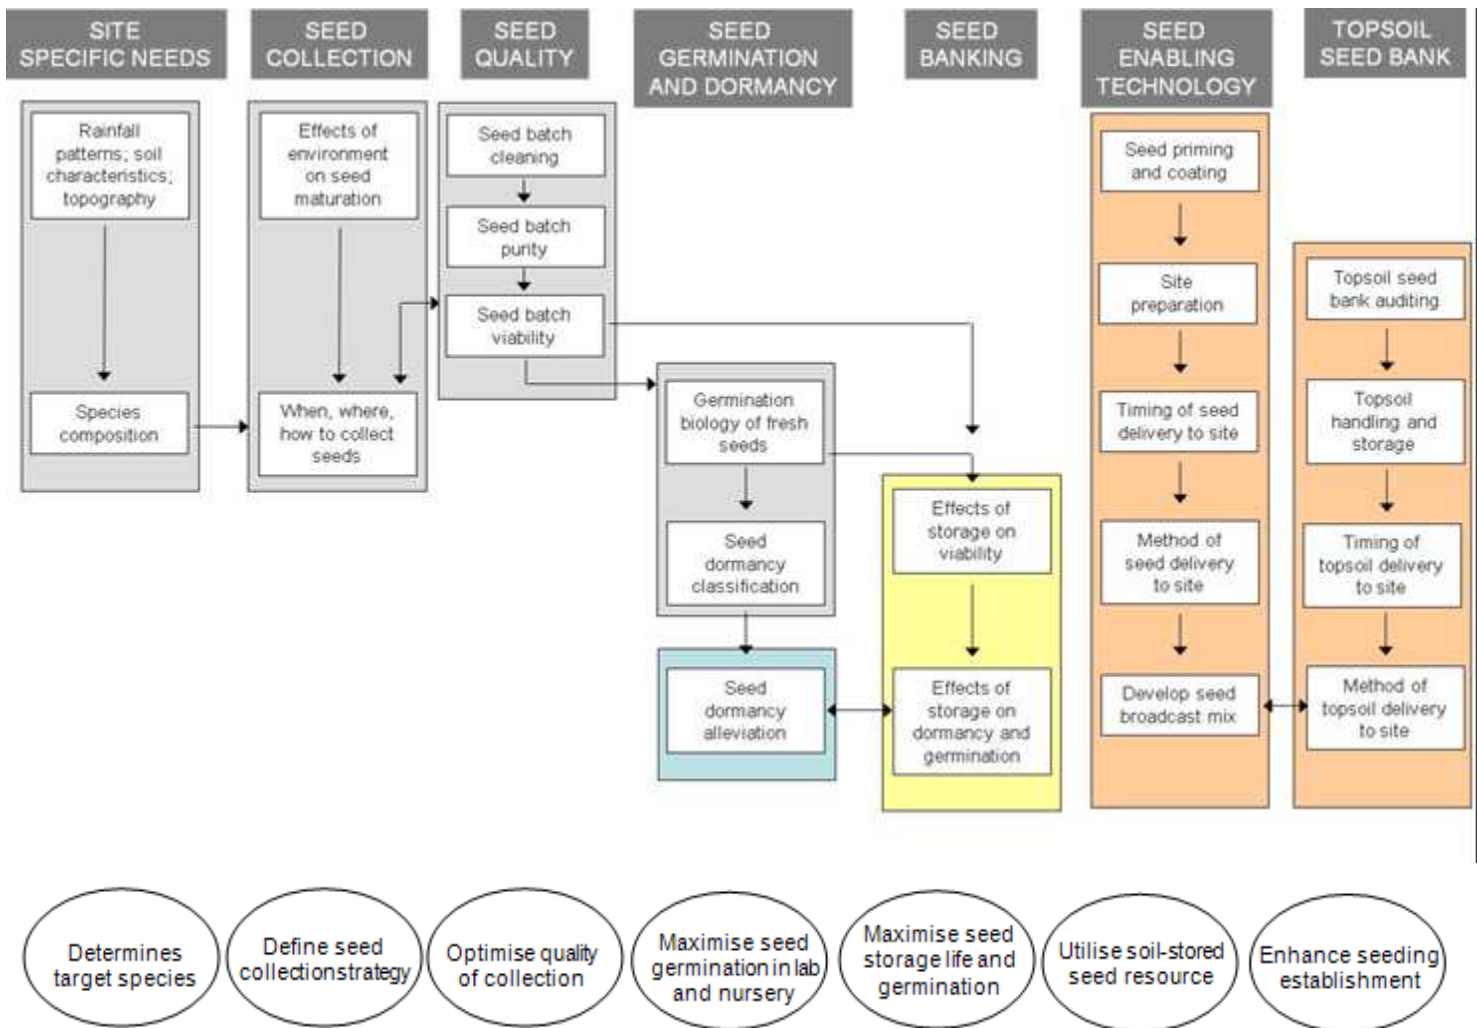 SITE
SPECIFIC NEEDS
SEED
COLLECTION
SEED
QUALITY
SEED
GERMINATION
AND DORMANCY
SEED
BANKING
SEED
ENABLING
TECHNOLOGY
TOPSOIL
SEED BANK
Rainfall
patterns; soil
characteristics;
topography
Species
composition
Effects of
environment
on seed
maturation
When, where,
how to collect
seeds
Seed batch
cleaning
Seed batch
purity
Seed batch
viability
Germination
biology of fresh
seeds
Seed
dormancy
classification
Seed
dormancy
alleviation
Effects of
storage on
viability
Effects of
storage on
dormancy and
germination
Seed priming
and coating
Site
preparation
Timing of seed
delivery to site
Method of
seed delivery
to site
Develop seed
broadcast mix
Topsoil seed
bank auditing
Topsoil
handling and
storage
Timing of
topsoil delivery
to site
Method of
topsoil delivery
to site
Determines
target species
Define seed
collectionstrategy
Optimise quality
of collection
Maximise seed
germination in lab
and nursery
Maximise seed
storage life and
germination
Utilise soil-stored
seed resource
Enhance seeding
establishment